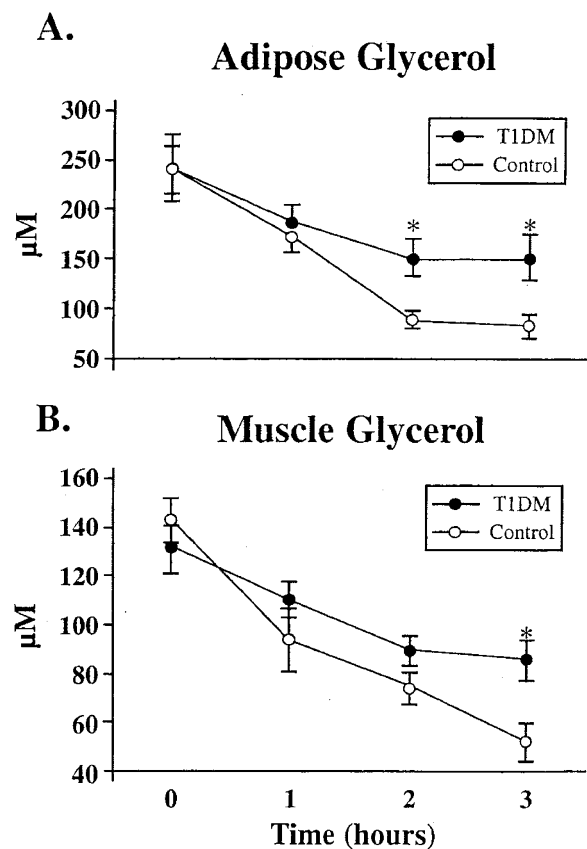 A.
Adipose Glycerol
300
250
200
150
100
50
µM
T1DM
Control
*
*
B.
Muscle Glycerol
160
140
120
100
80
60
40
µM
T1DM
Control
*
0 1 2 3
Time (hours)